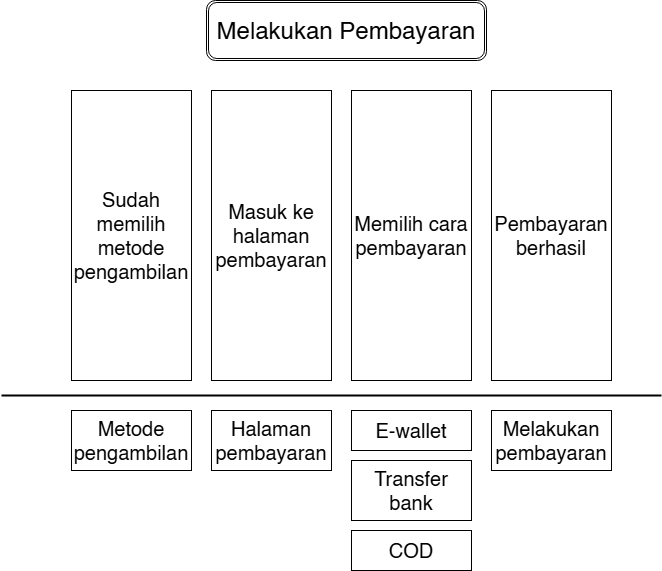 Melakukan Pembayaran
Sudah
memilih
metode
pengambilan
Masuk ke
halaman
pembayaran
Memilih cara
pembayaran
Pembayaran
berhasil
Metode
pengambilan
Halaman
pembayaran
E-wallet
Transfer
bank
COD
Melakukan
pembayaran